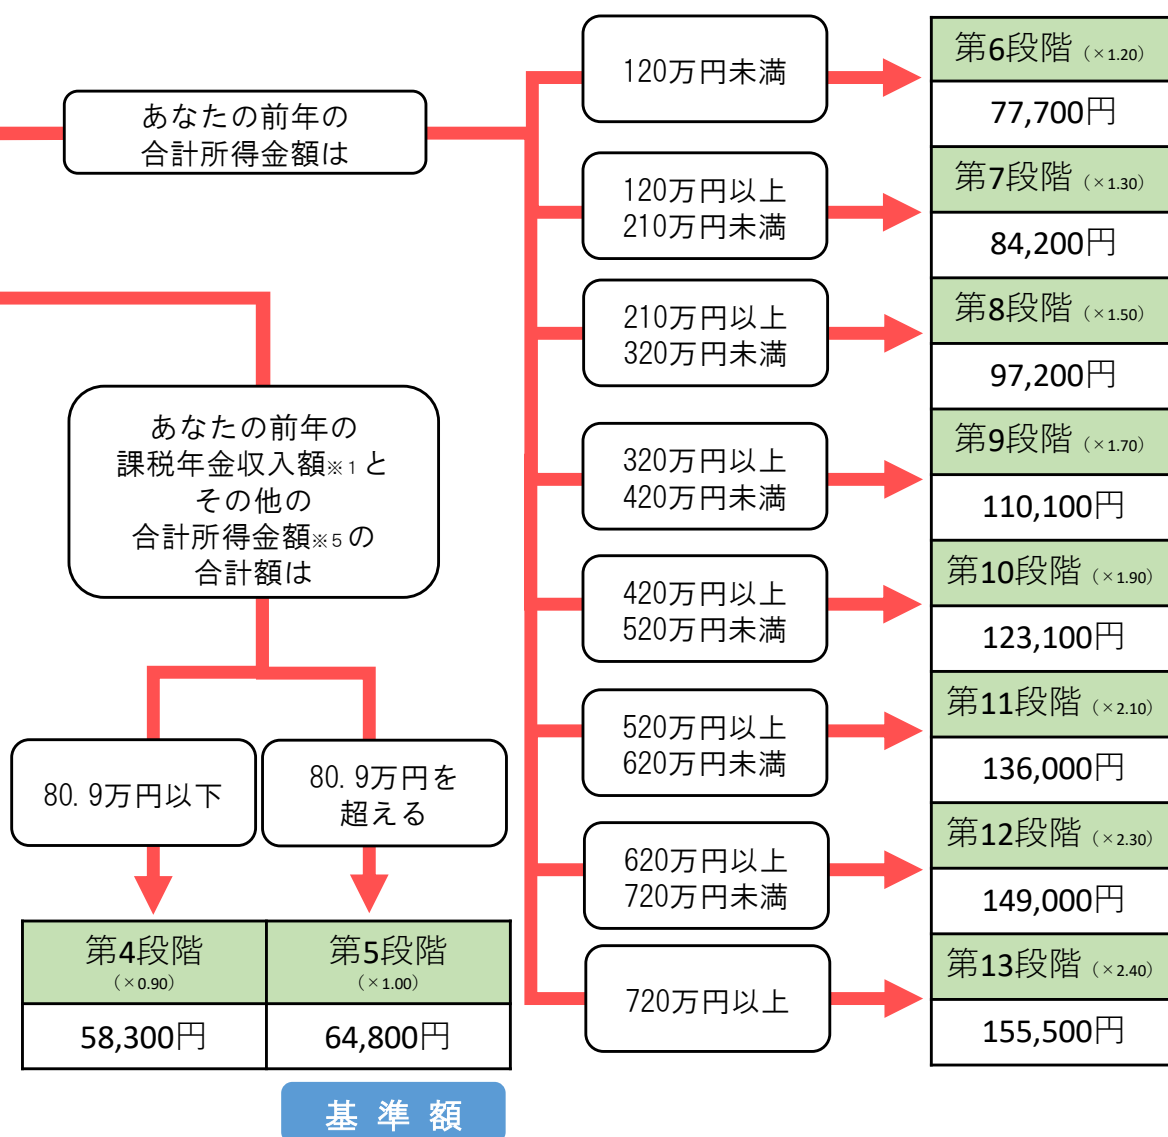 あなたの前年の
合計所得金額は
120万円未満
第6段階（×1.20）
77,700円
120万円以上
210万円未満
第7段階（×1.30）
84,200円
210万円以上
320万円未満
第8段階（×1.50）
97,200円
320万円以上
420万円未満
第9段階（×1.70）
110,100円
420万円以上
520万円未満
第10段階（×1.90）
123,100円
520万円以上
620万円未満
第11段階（×2.10）
136,000円
620万円以上
720万円未満
第12段階（×2.30）
149,000円
720万円以上
第13段階（×2.40）
155,500円
あなたの前年の
課税年金収入額※1と
その他の
合計所得金額※5の
合計額は
80.9万円以下
80.9万円を
超える
第4段階
（×0.90）
58,300円
第5段階
（×1.00）
64,800円
基準額